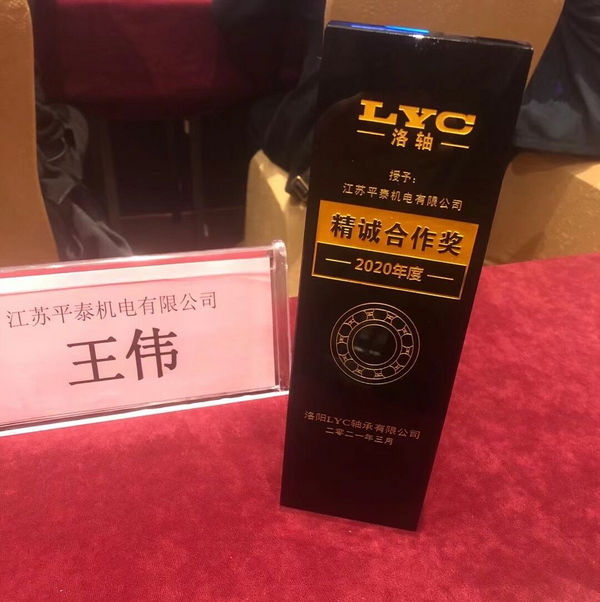 江苏平泰机电有限公司
王伟
LYC
洛轴
授予：
江苏平泰机电有限公司
精诚合作奖
2020年度
洛阳LYC轴承有限公司
二零二一年三月